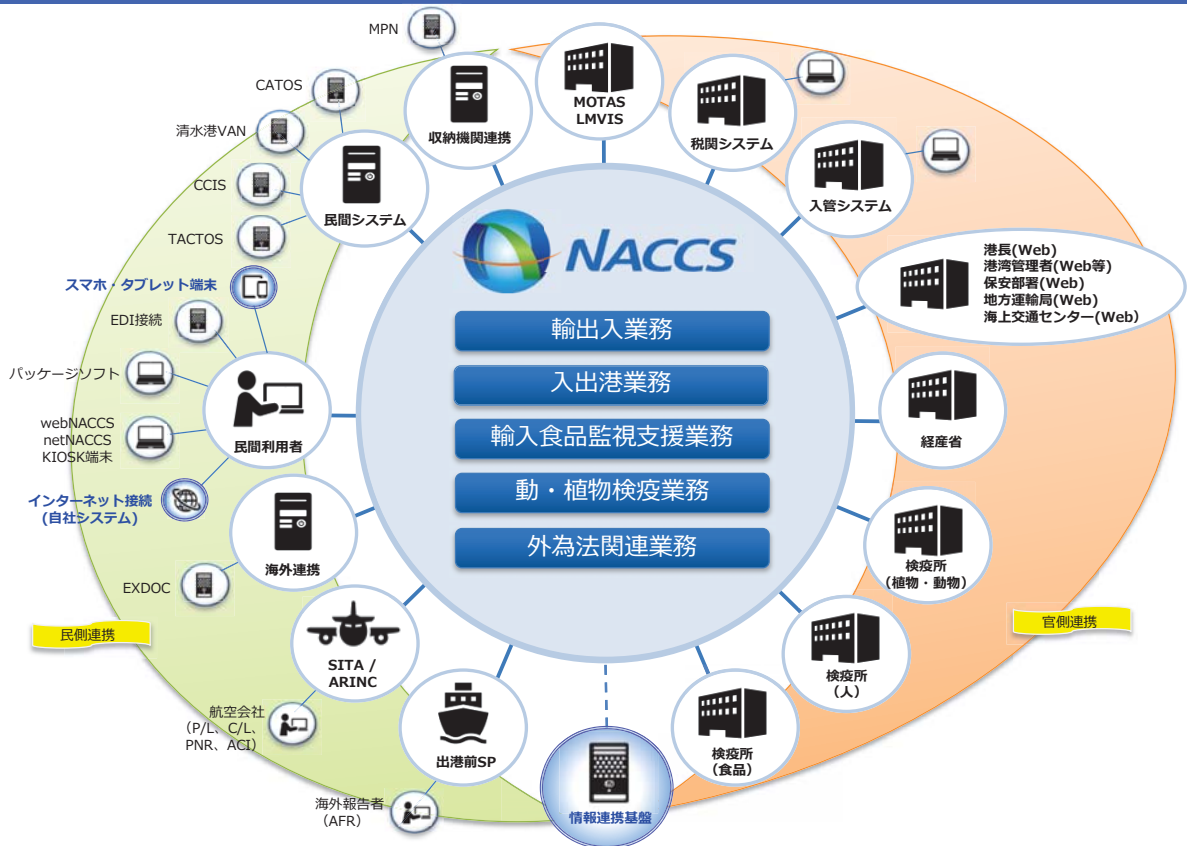 MPN
CATOS
清水港VAN
CCIS
TACTOS
スマホ・タブレット端末
EDI接続
パッケージソフト
webNACCS
netNACCS
KIOSK端末
インターネット接続
(自社システム)
EXDOC
民側連携
航空会社
（P/L、C/L、
PNR、ACI）
海外報告者
（AFR）
収納機関連携
民間システム
民間利用者
海外連携
SITA /
ARINC
出港前SP
情報連携基盤
MOTAS
LMVIS
税関システム
入管システム
港長(Web)
港湾管理者(Web等)
保安部署(Web)
地方運輸局(Web)
海上交通センター(Web）
経産省
検疫所
（植物・動物）
検疫所
（人）
検疫所
（食品）
官側連携
NACCS
輸出入業務
入出港業務
輸入食品監視支援業務
動・植物検疫業務
外為法関連業務